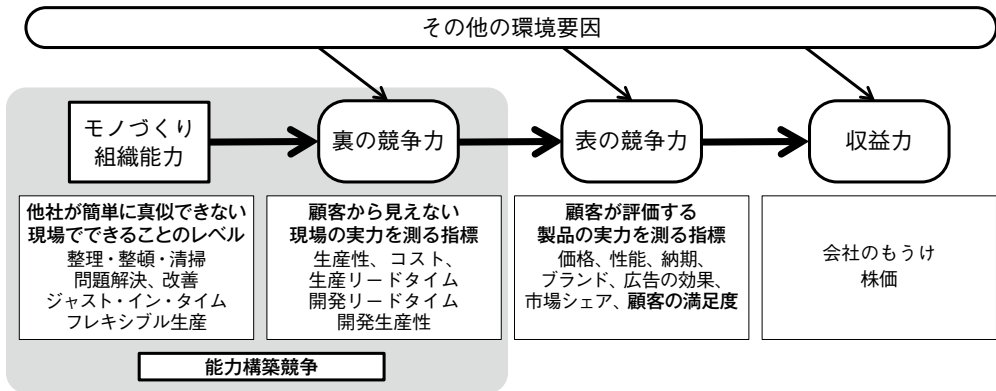 その他の環境要因
モノづくり
組織能力
裏の競争力
表の競争力
収益力
他社が簡単に真似できない
現場でできることのレベル
整理・整頓・清掃
問題解決、改善
ジャスト・イン・タイム
フレキシブル生産
顧客から見えない
現場の実力を測る指標
生産性、コスト、
生産リードタイム
開発リードタイム
開発生産性
顧客が評価する
製品の実力を測る指標
価格、性能、納期、
ブランド、広告の効果、
市場シェア、顧客の満足度
会社のもうけ
株価
能力構築競争